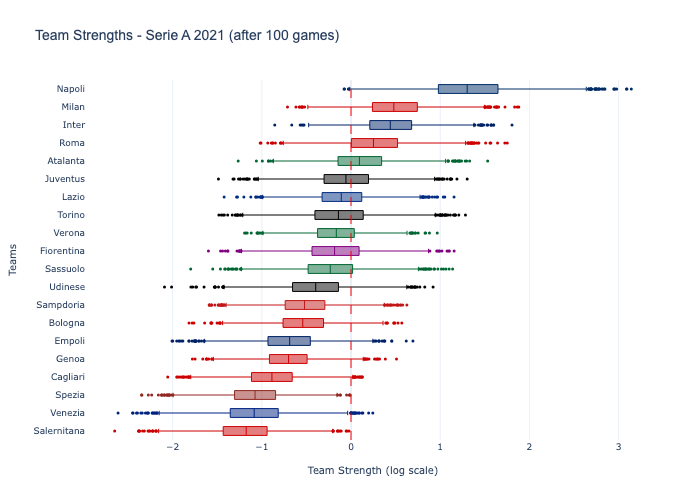 Team Strengths - Serie A 2021 (after 100 games)
Napoli
Milan
Inter
Roma
Atalanta
Juventus
Lazio
Torino
Verona
Fiorentina
Sassuolo
Udinese
Sampdoria
Bologna
Empoli
Genoa
Cagliari
Spezia
Venezia
Salernitana
Teams
−2 −1 0 1 2 3
Team Strength (log scale)